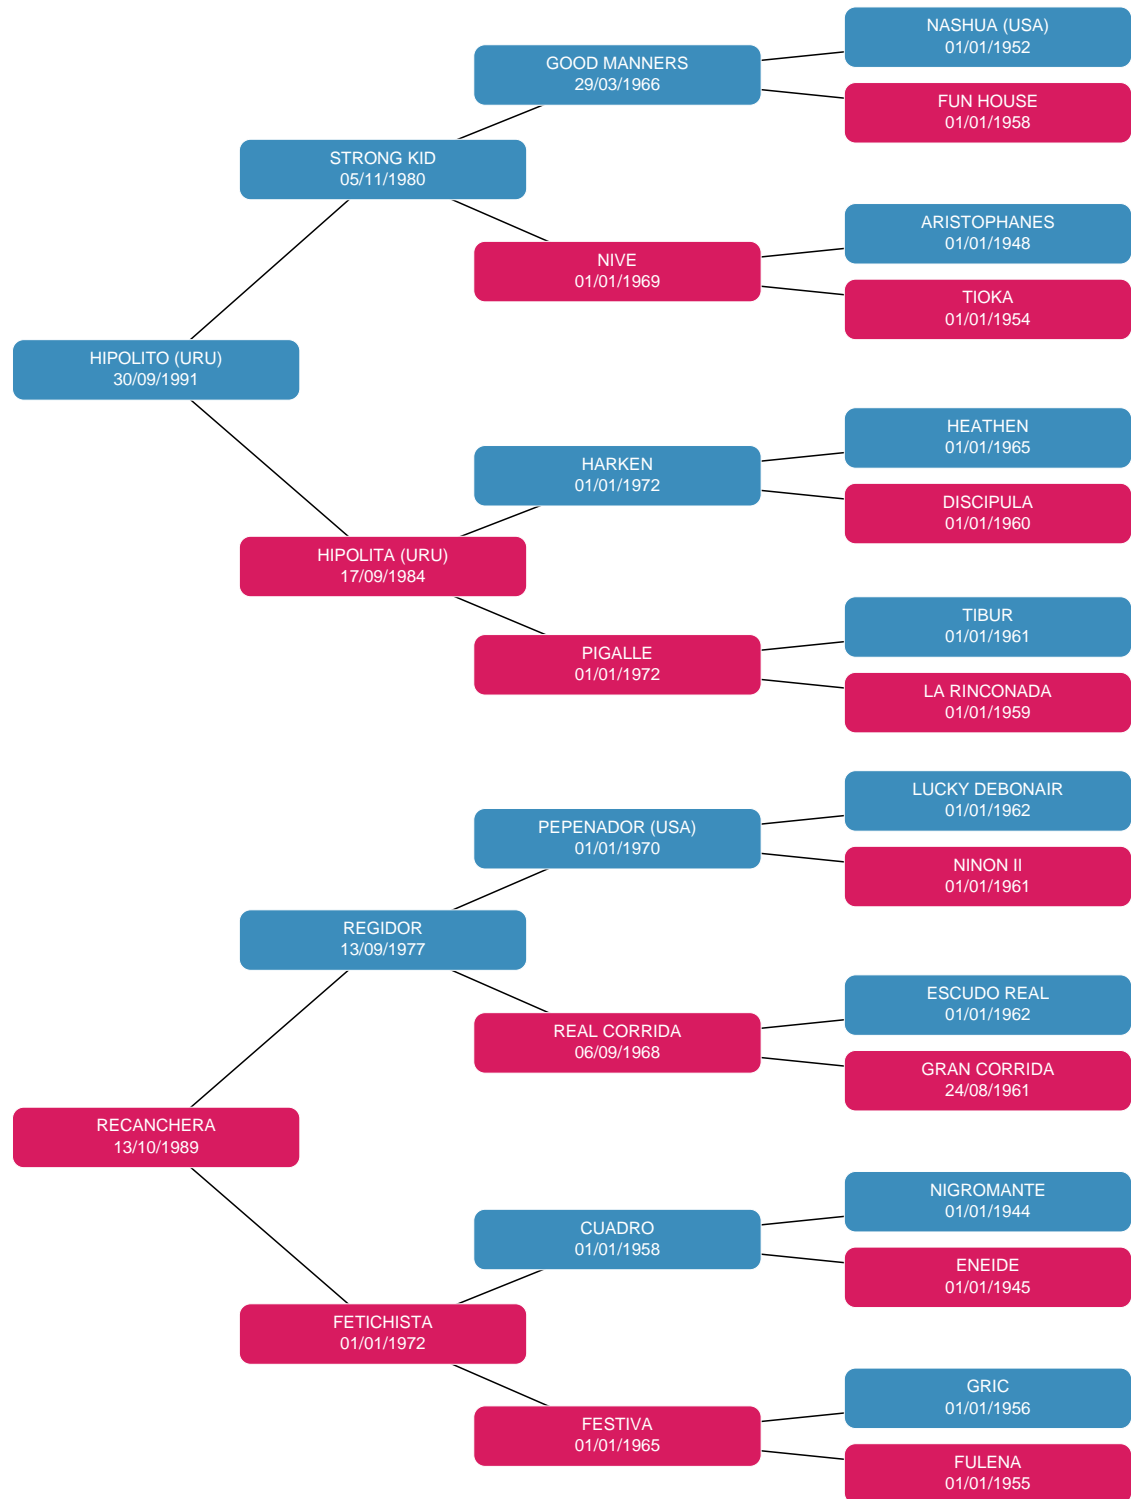 NASHUA (USA)
01/01/1952
GOOD MANNERS
29/03/1966
FUN HOUSE
01/01/1958
STRONG KID
05/11/1980
ARISTOPHANES
01/01/1948
NIVE
01/01/1969
TIOKA
01/01/1954
HIPOLITO (URU)
30/09/1991
HEATHEN
01/01/1965
HARKEN
01/01/1972
DISCIPULA
01/01/1960
HIPOLITA (URU)
17/09/1984
TIBUR
01/01/1961
PIGALLE
01/01/1972
LA RINCONADA
01/01/1959
LUCKY DEBONAIR
01/01/1962
PEPENADOR (USA)
01/01/1970
NINON II
01/01/1961
REGIDOR
13/09/1977
ESCUDO REAL
01/01/1962
REAL CORRIDA
06/09/1968
GRAN CORRIDA
24/08/1961
RECANCHERA
13/10/1989
NIGROMANTE
01/01/1944
CUADRO
01/01/1958
ENEIDE
01/01/1945
FETICHISTA
01/01/1972
GRIC
01/01/1956
FESTIVA
01/01/1965
FULENA
01/01/1955